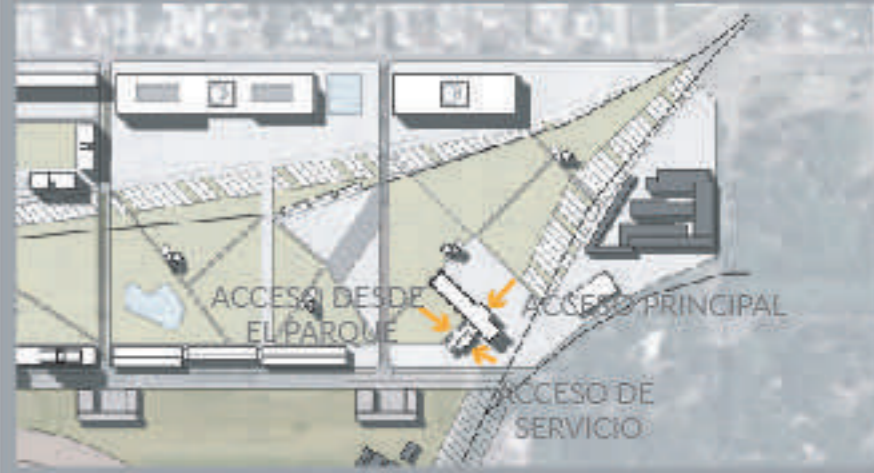 ACCESO DESDE
EL PARQUE
ACCESO PRINCIPAL
ACCESO DE
SERVICIO